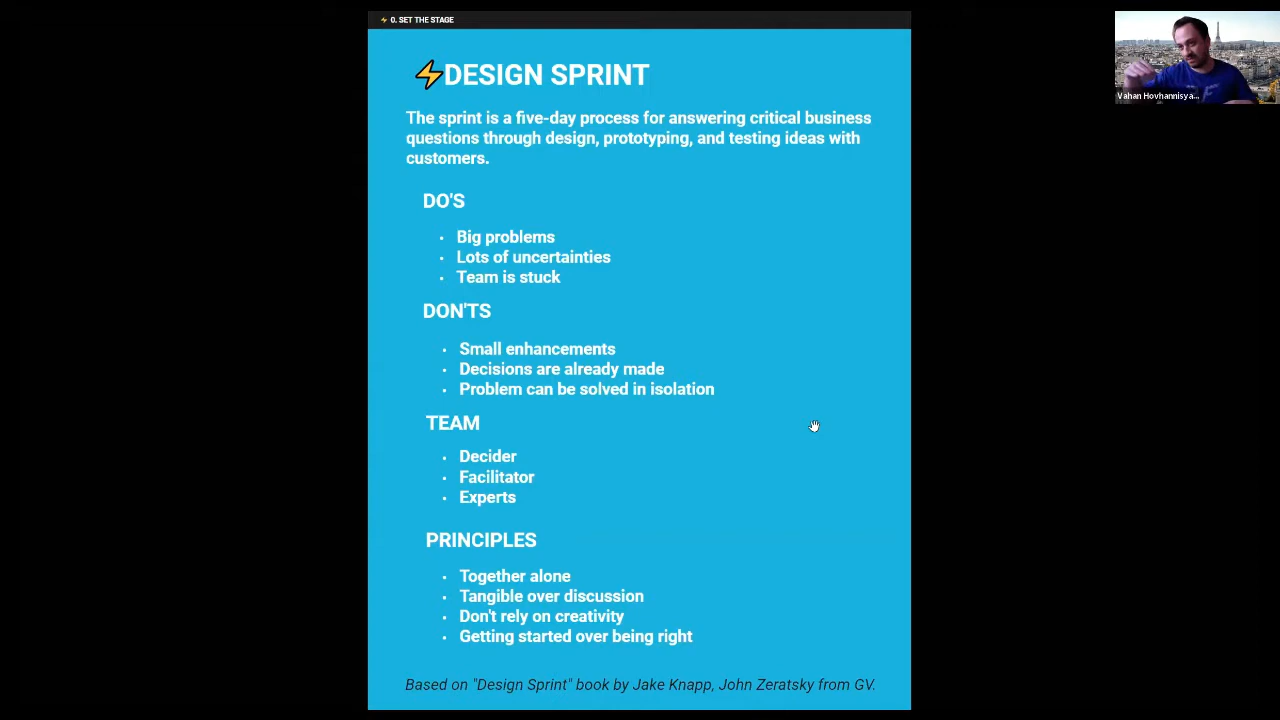 0. SET THE STAGE
DESIGN SPRINT
The sprint is a five-day process for answering critical business
questions through design, prototyping, and testing ideas with
customers.
DO'S
• Big problems
• Lots of uncertainties
• Team is stuck
DON'TS
• Small enhancements
• Decisions are already made
• Problem can be solved in isolation
TEAM
• Decider
• Facilitator
• Experts
PRINCIPLES
• Together alone
• Tangible over discussion
• Don't rely on creativity
• Getting started over being right
Based on "Design Sprint" book by Jake Knapp, John Zeratsky from GV.
Vahan Hovhannisya...